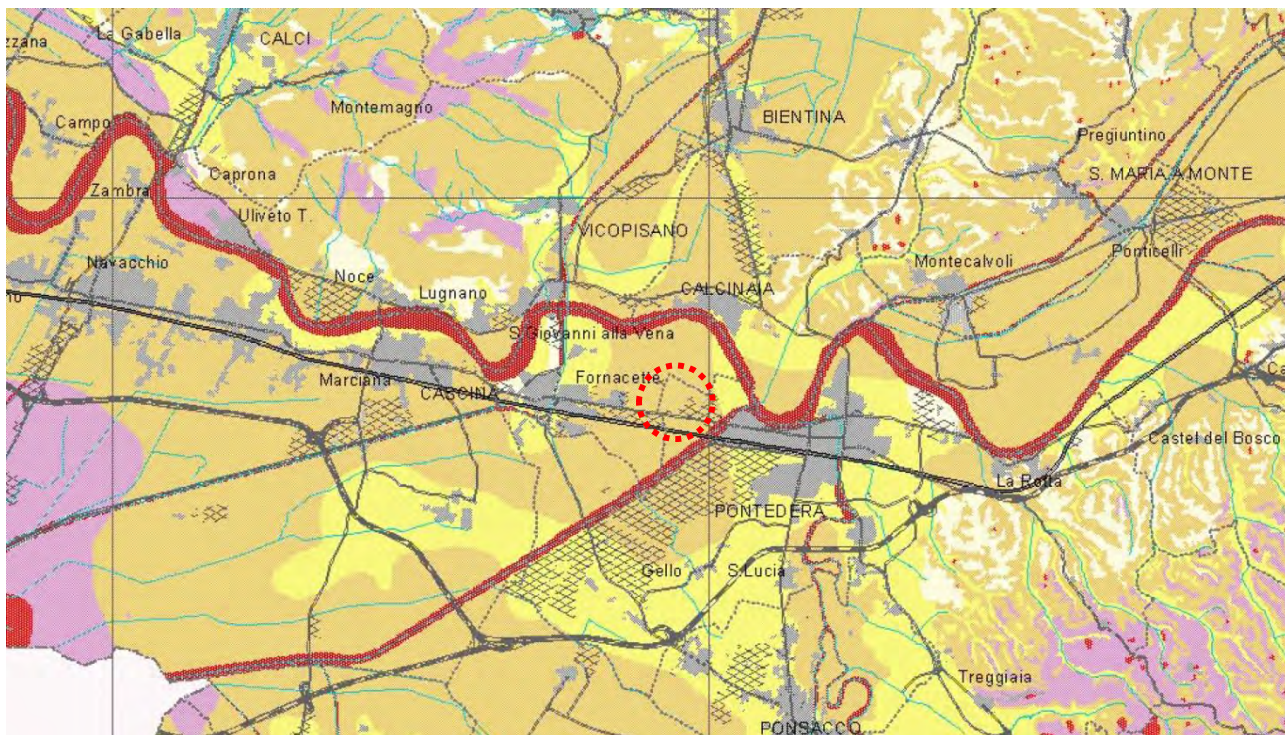 La Gabella
CALCI
Montemagno
BIENTINA
Campo
Pregiuntino
Caprona
S. MARIA A MONTE
Zambra
Uliveto T.
VICOPISANO
Navacchio
Noce
Montecalvoli
Ponticelli
Lugnano
CALCINAIA
S.Giovanni alla Vena
Marciana
Fornacette
CASCINA
Castel del Bosco
La Rotta
PONTEDERA
Gello
S.Lucia
Treggiaia
PONSACCO